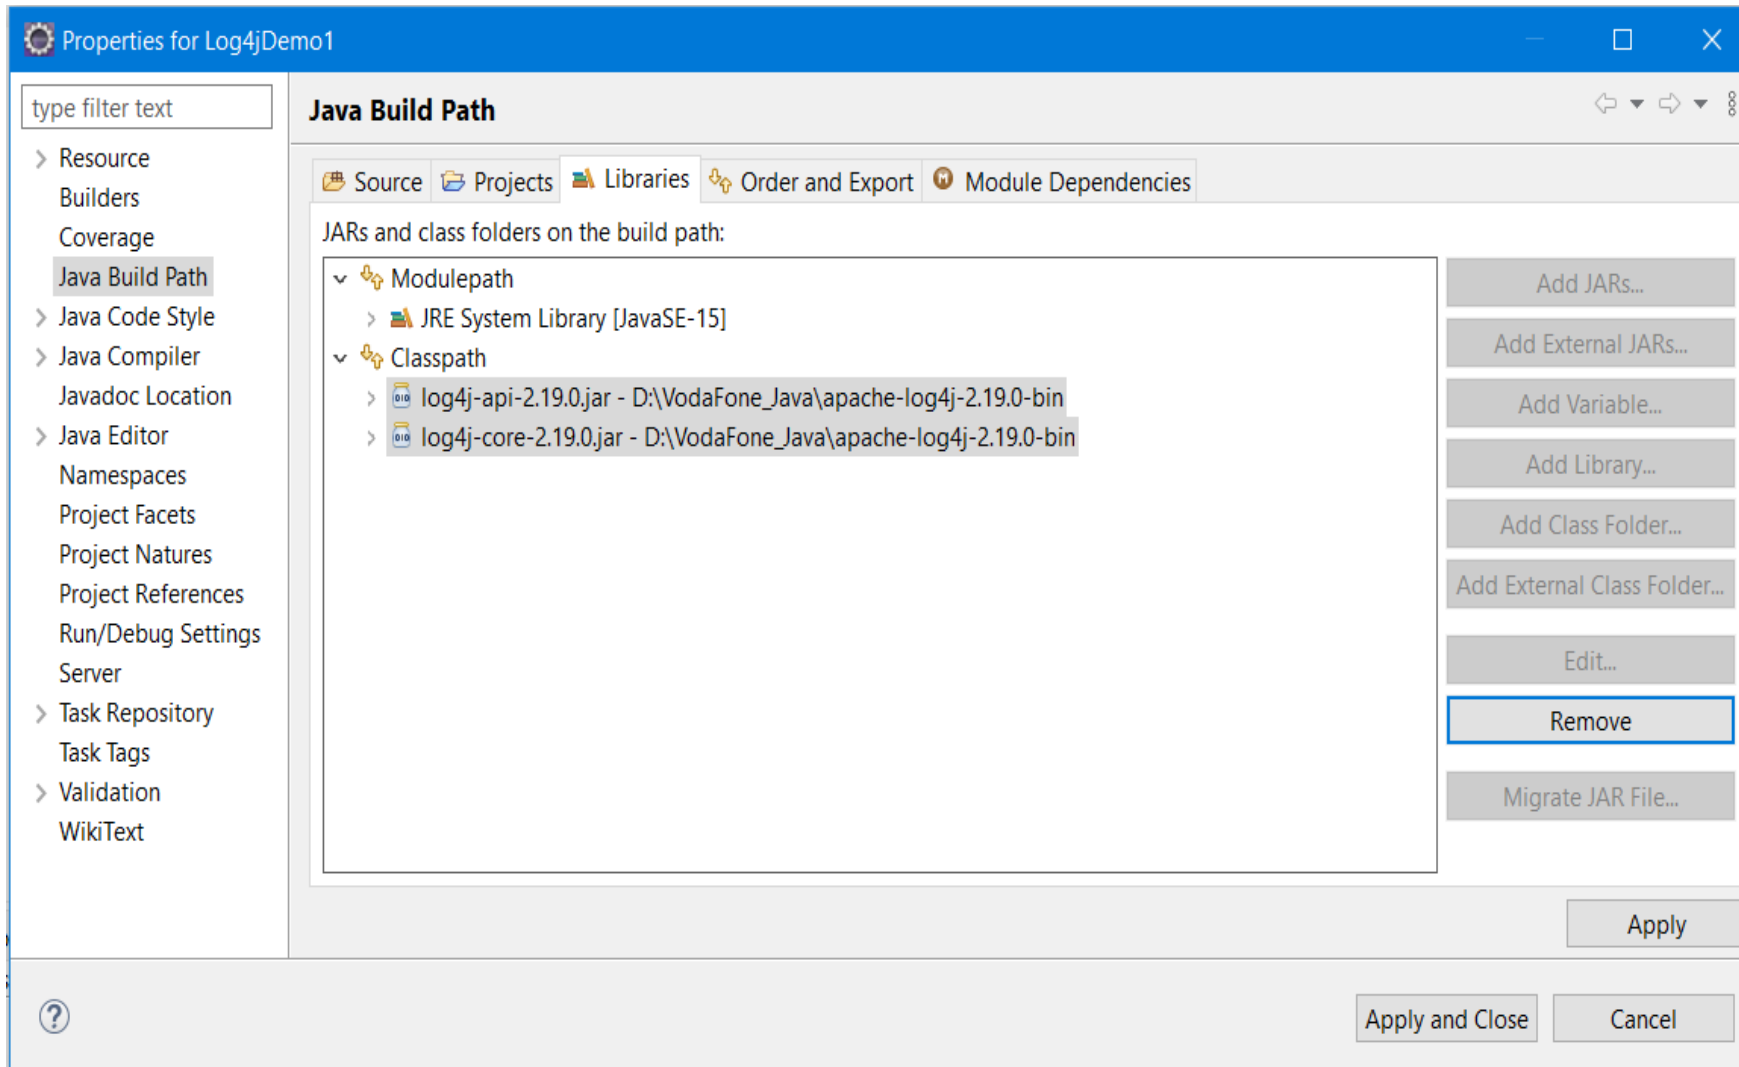 Properties for Log4jDemo1
type filter text
Resource
Builders
Coverage
Java Build Path
Java Code Style
Java Compiler
Javadoc Location
Java Editor
Namespaces
Project Facets
Project Natures
Project References
Run/Debug Settings
Server
Task Repository
Task Tags
Validation
WikiText
Java Build Path
Source Projects Libraries Order and Export Module Dependencies
JARs and class folders on the build path:
Modulepath
JRE System Library [JavaSE-15]
Classpath
log4j-api-2.19.0.jar - D:\VodaFone_Java\apache-log4j-2.19.0-bin
log4j-core-2.19.0.jar - D:\VodaFone_Java\apache-log4j-2.19.0-bin
Add JARs...
Add External JARs...
Add Variable...
Add Library...
Add Class Folder...
Add External Class Folder...
Edit...
Remove
Migrate JAR File...
Apply
Apply and Close Cancel